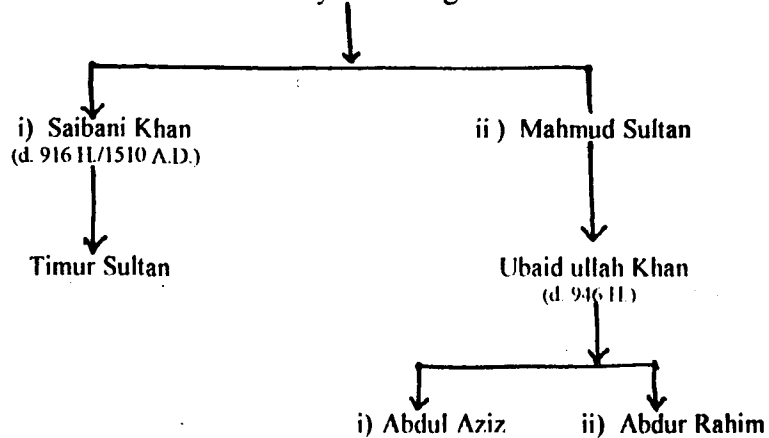 i) Saibani Khan
(d. 916 H./1510 A.D.)
ii) Mahmud Sultan
Timur Sultan
Ubaid ullah Khan
(d. 946 H.)
i) Abdul Aziz
ii) Abdur Rahim